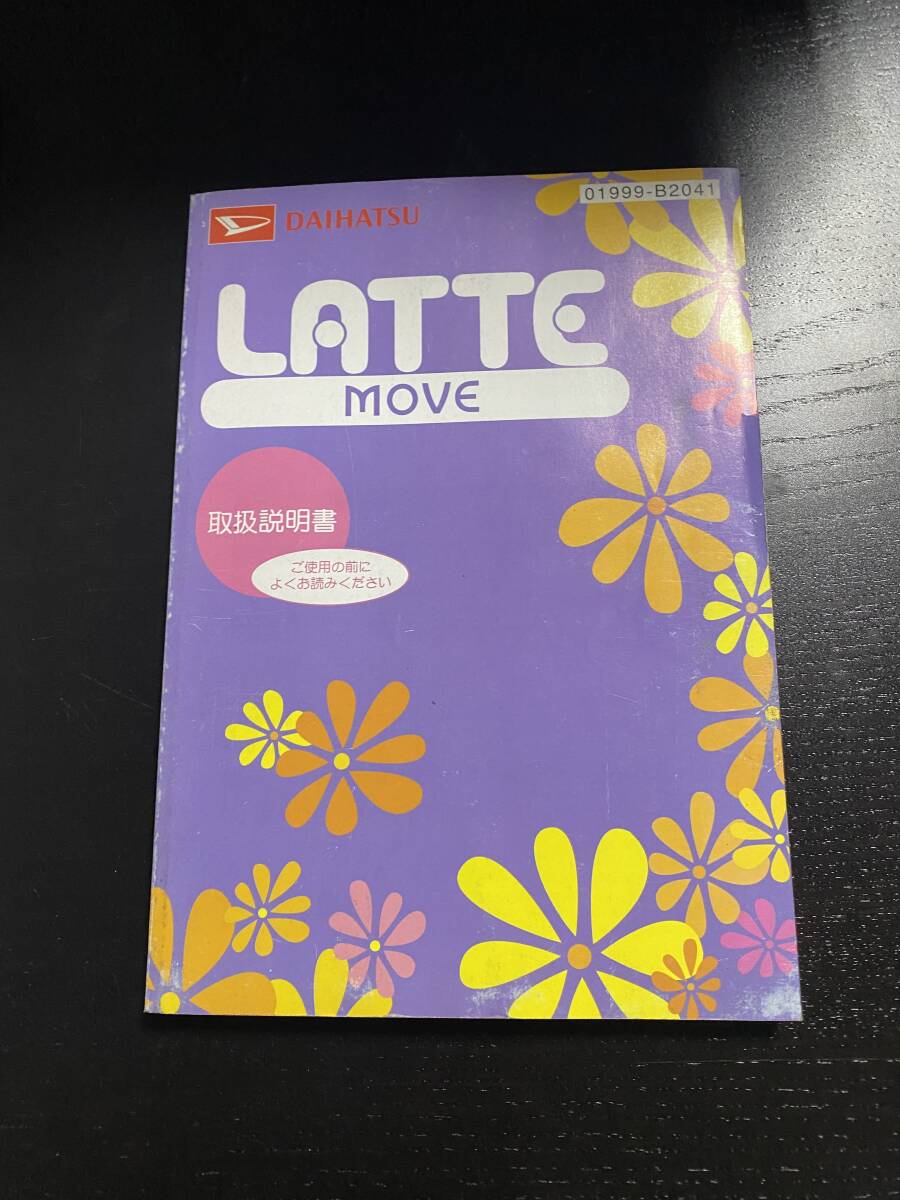 01999-B2041
DAIHATSU
LATTE
MOVE
取扱説明書
ご使用の前に
よくお読みください